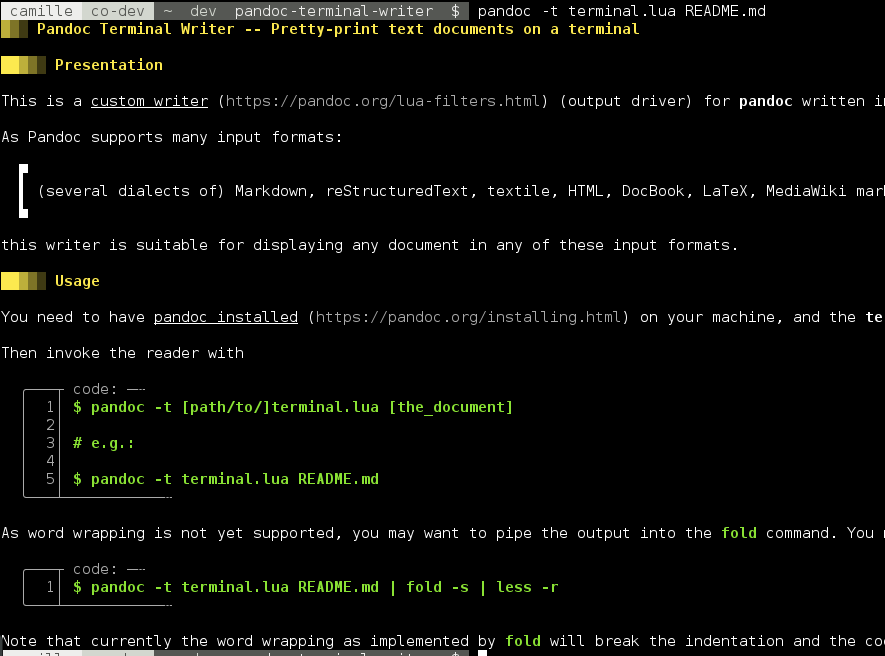 camille co-dev ~ dev pandoc-terminal-writer $ pandoc -t terminal.lua README.md
Pandoc Terminal Writer -- Pretty-print text documents on a terminal
Presentation
This is a custom writer (https://pandoc.org/lua-filters.html) (output driver) for pandoc written in
As Pandoc supports many input formats:
(several dialects of) Markdown, reStructuredText, textile, HTML, DocBook, LaTeX, MediaWiki mar
this writer is suitable for displaying any document in any of these input formats.
Usage
You need to have pandoc installed (https://pandoc.org/installing.html) on your machine, and the te
Then invoke the reader with
code:
1 $ pandoc -t [path/to/]terminal.lua [the_document]
2
3 # e.g.:
4
5 $ pandoc -t terminal.lua README.md
As word wrapping is not yet supported, you may want to pipe the output into the fold command. You
code:
1 $ pandoc -t terminal.lua README.md | fold -s | less -r
Note that currently the word wrapping as implemented by fold will break the indentation and the co